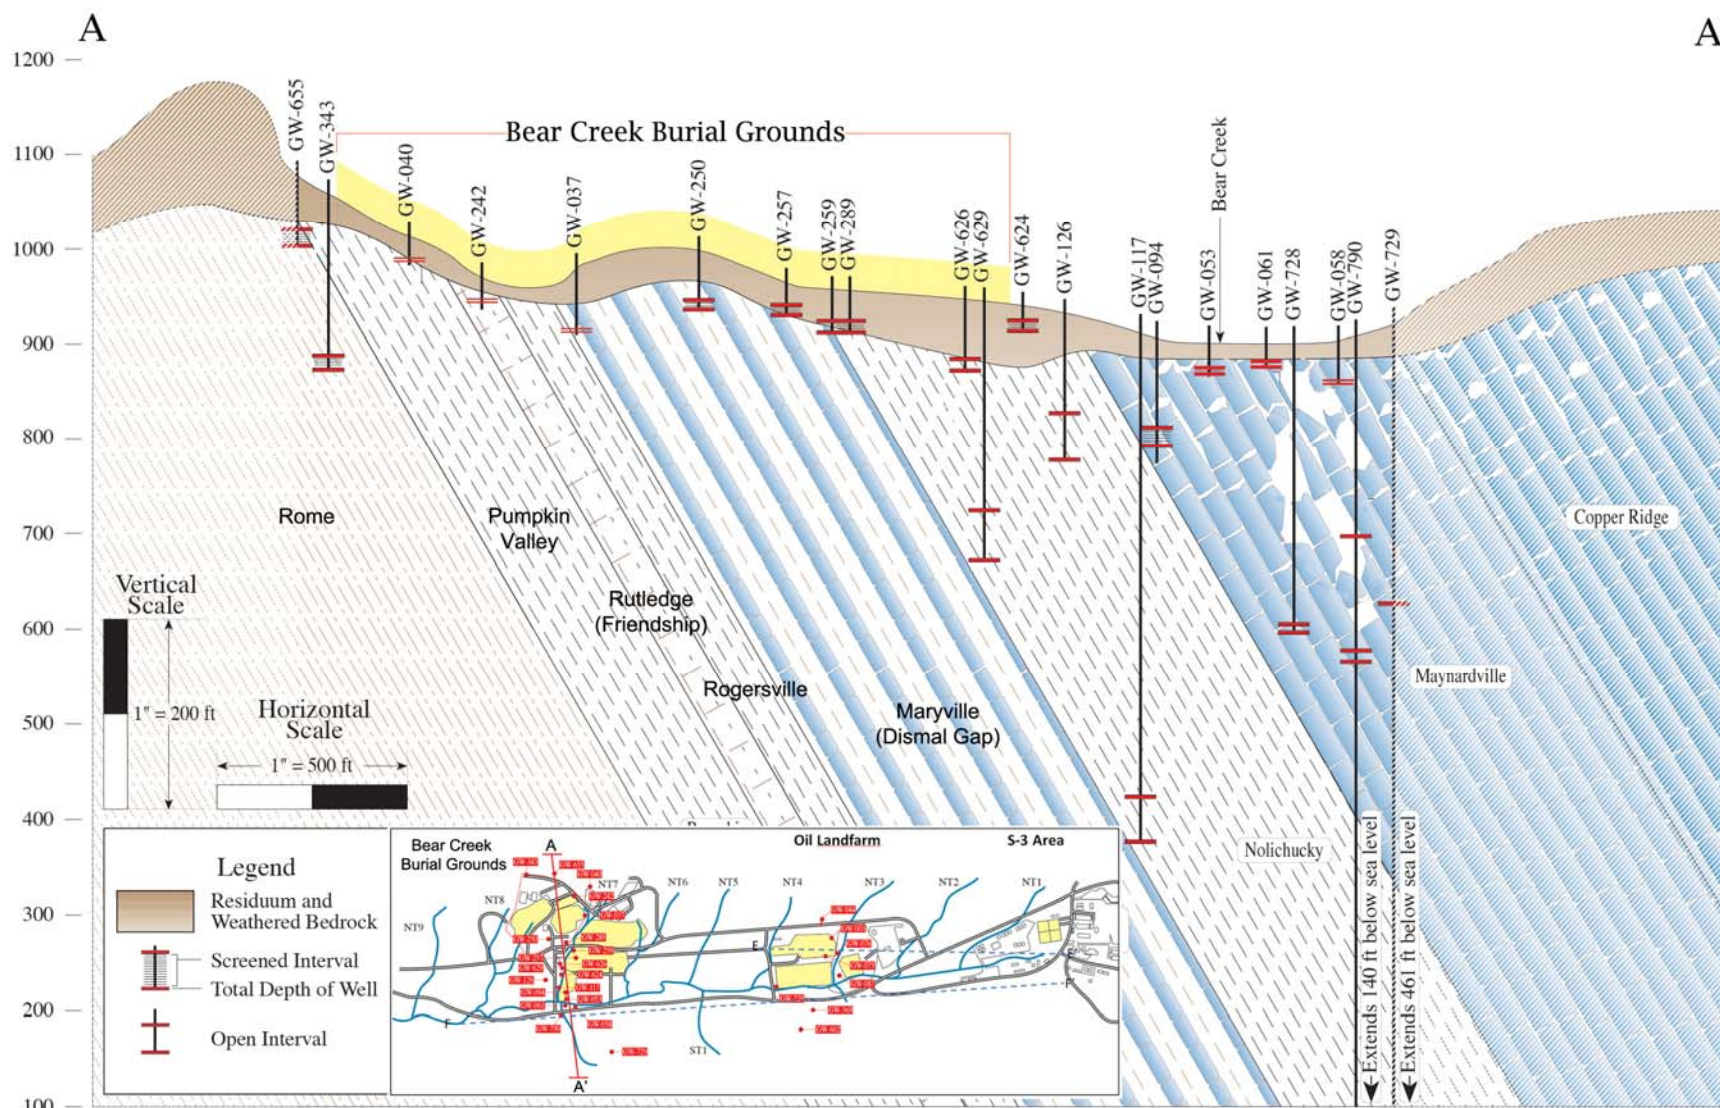 A
A
1200
1100
1000
900
800
700
600
500
400
300
200
100
GW-655
GW-343
Bear Creek Burial Grounds
GW-040
GW-242
GW-037
GW-250
GW-257
GW-259
GW-289
GW-626
GW-629
GW-624
GW-126
GW-117
GW-094
GW-053
Bear Creek
GW-061
GW-728
GW-058
GW-790
GW-729
Rome
Pumpkin
Valley
Rutledge
(Friendship)
Rogersville
Maryville
(Dismal Gap)
Nolichucky
Maynardville
Copper Ridge
Vertical
Scale
1" = 200 ft
Horizontal
Scale
1" = 500 ft
Extends 140 ft below sea level
Extends 461 ft below sea level
Legend
Residuum and
Weathered Bedrock
Screened Interval
Total Depth of Well
Open Interval
Bear Creek
Burial Grounds
A
Oil Landfarm
S-3 Area
NT9
NT8
NT7
NT6
NT5
NT4
NT3
NT2
NT1
E
F
ST1
A'